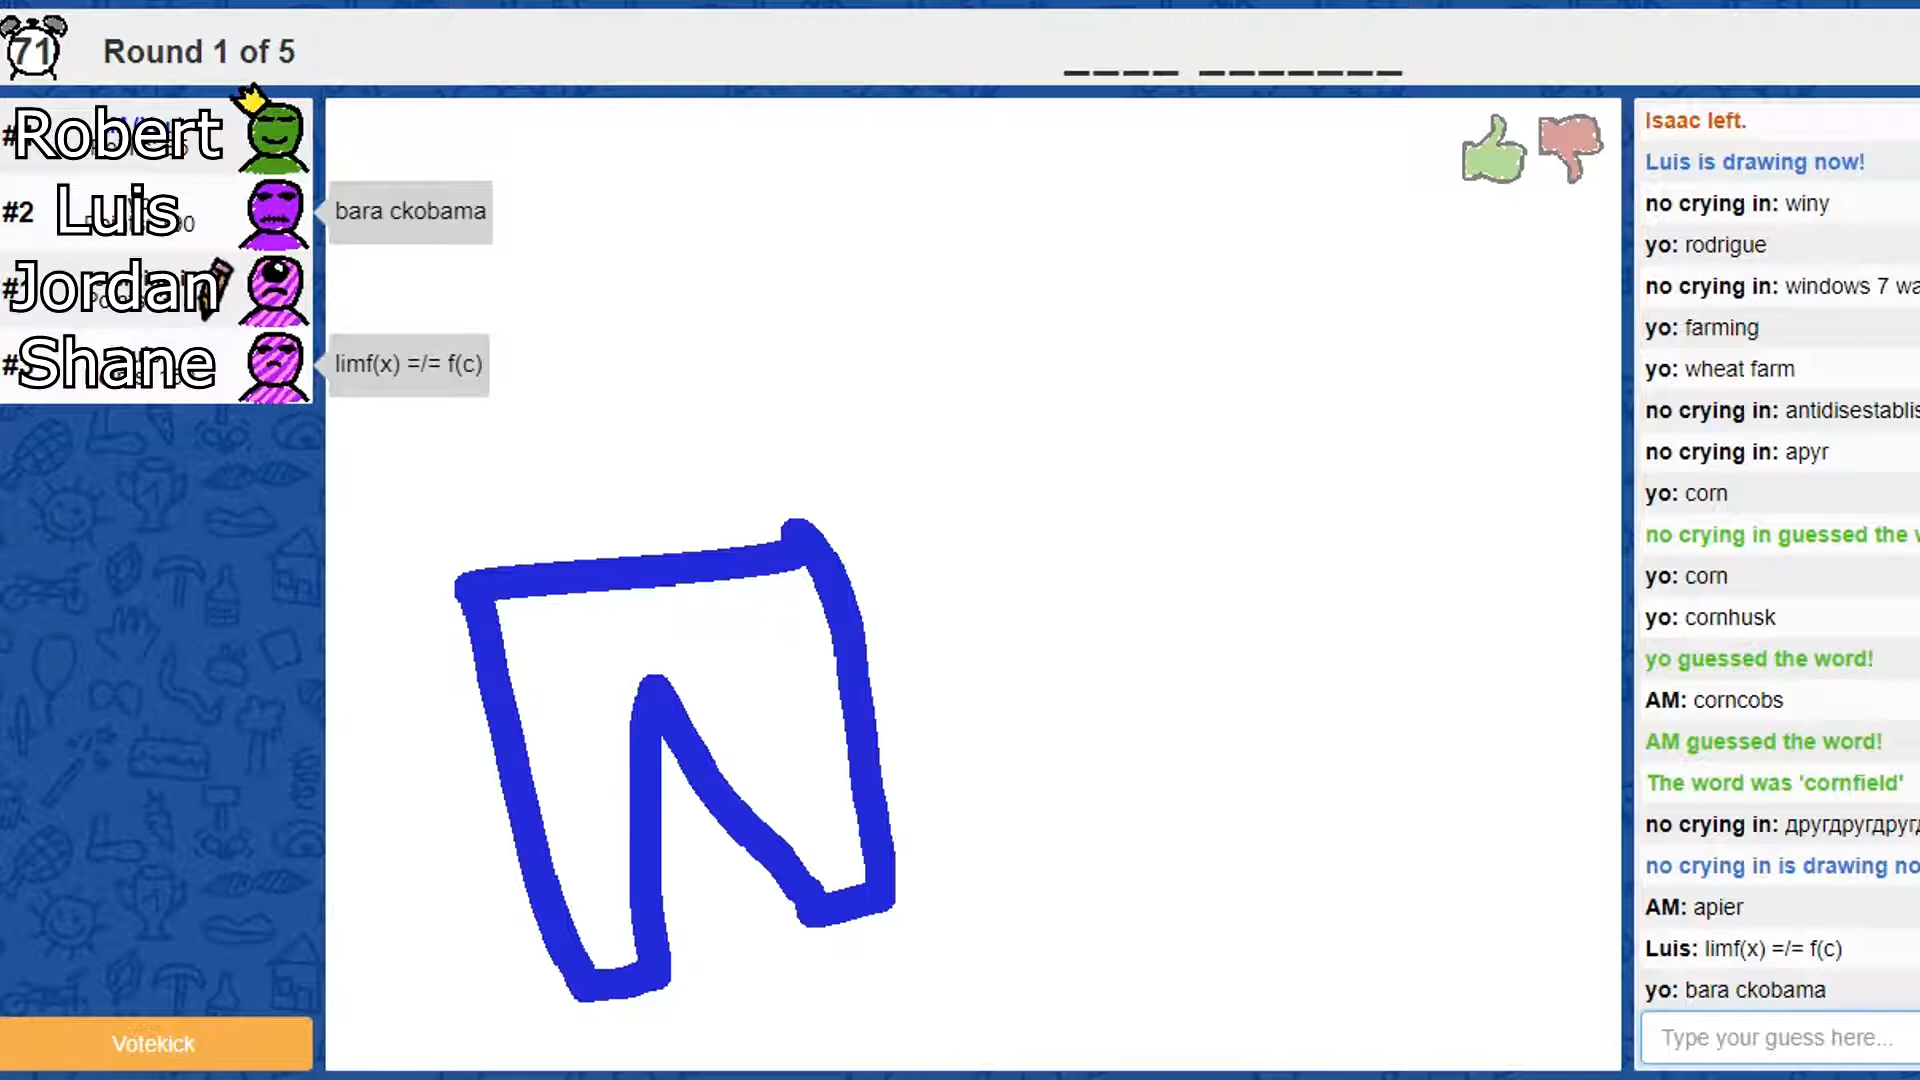 71
Round 1 of 5
Robert
#2 Luis
Jordan
Shane
bara ckobama
limf(x) =/= f(c)
Isaac left.
Luis is drawing now!
no crying in: winy
yo: rodrigue
no crying in: windows 7 wa
yo: farming
yo: wheat farm
no crying in: antidisestablis
no crying in: apyr
yo: corn
no crying in guessed the
yo: corn
yo: cornhusk
yo guessed the word!
AM: corncobs
AM guessed the word!
The word was 'cornfield'
no crying in: другдругдруг
no crying in is drawing no
AM: apier
Luis: limf(x) =/= f(c)
yo: bara ckobama
Type your guess here...
Votekick